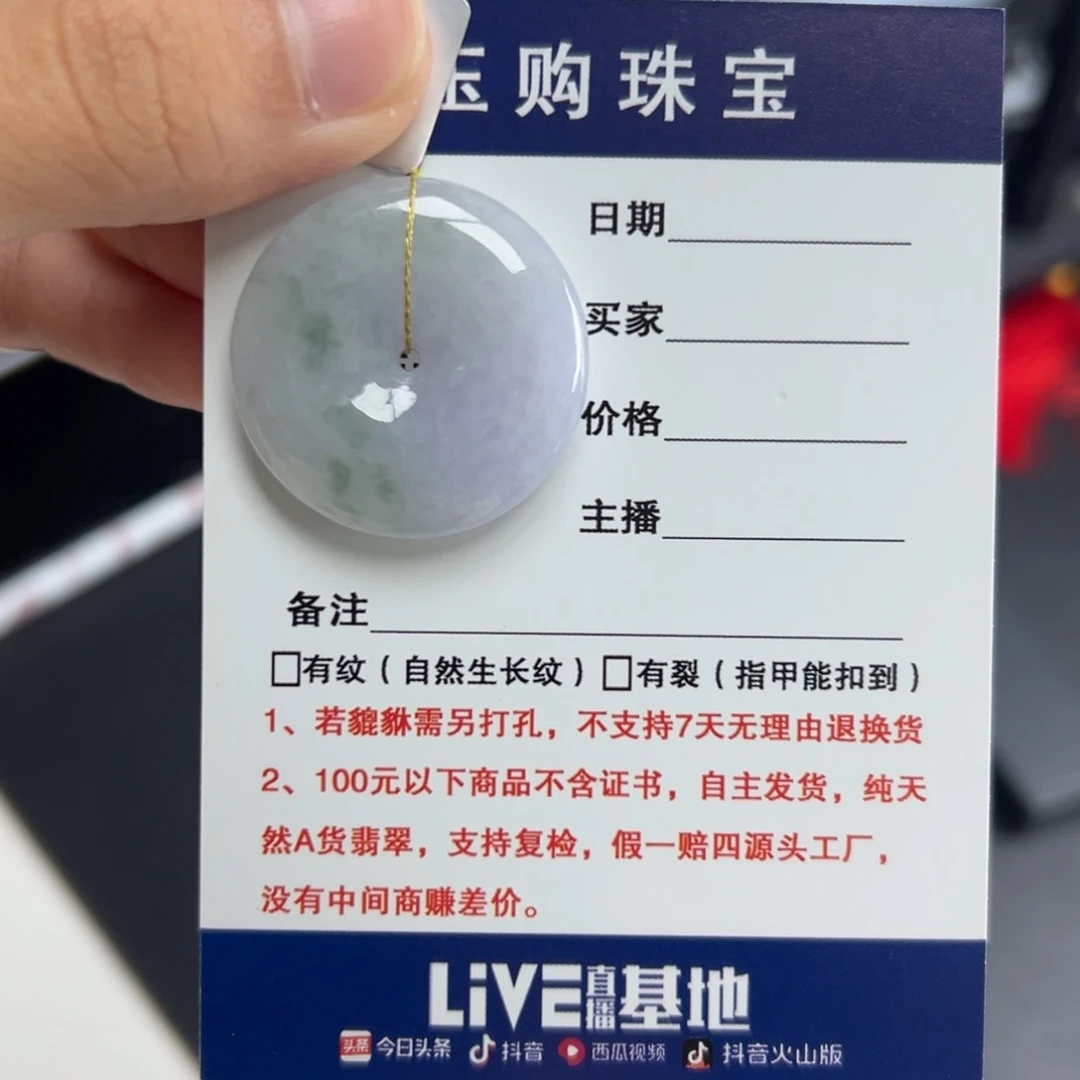 玉购珠宝
日期
买家
价格
主播
备注
□有纹（自然生长纹）□有裂（指甲能扣到）
1、若貔貅需另打孔，不支持7天无理由退换货
2、100元以下商品不含证书，自主发货，纯天
然A货翡翠，支持复检，假一赔四源头工厂，
没有中间商赚差价。
LiVE直播基地
头条 今日头条 抖音 西瓜视频 抖音火山版